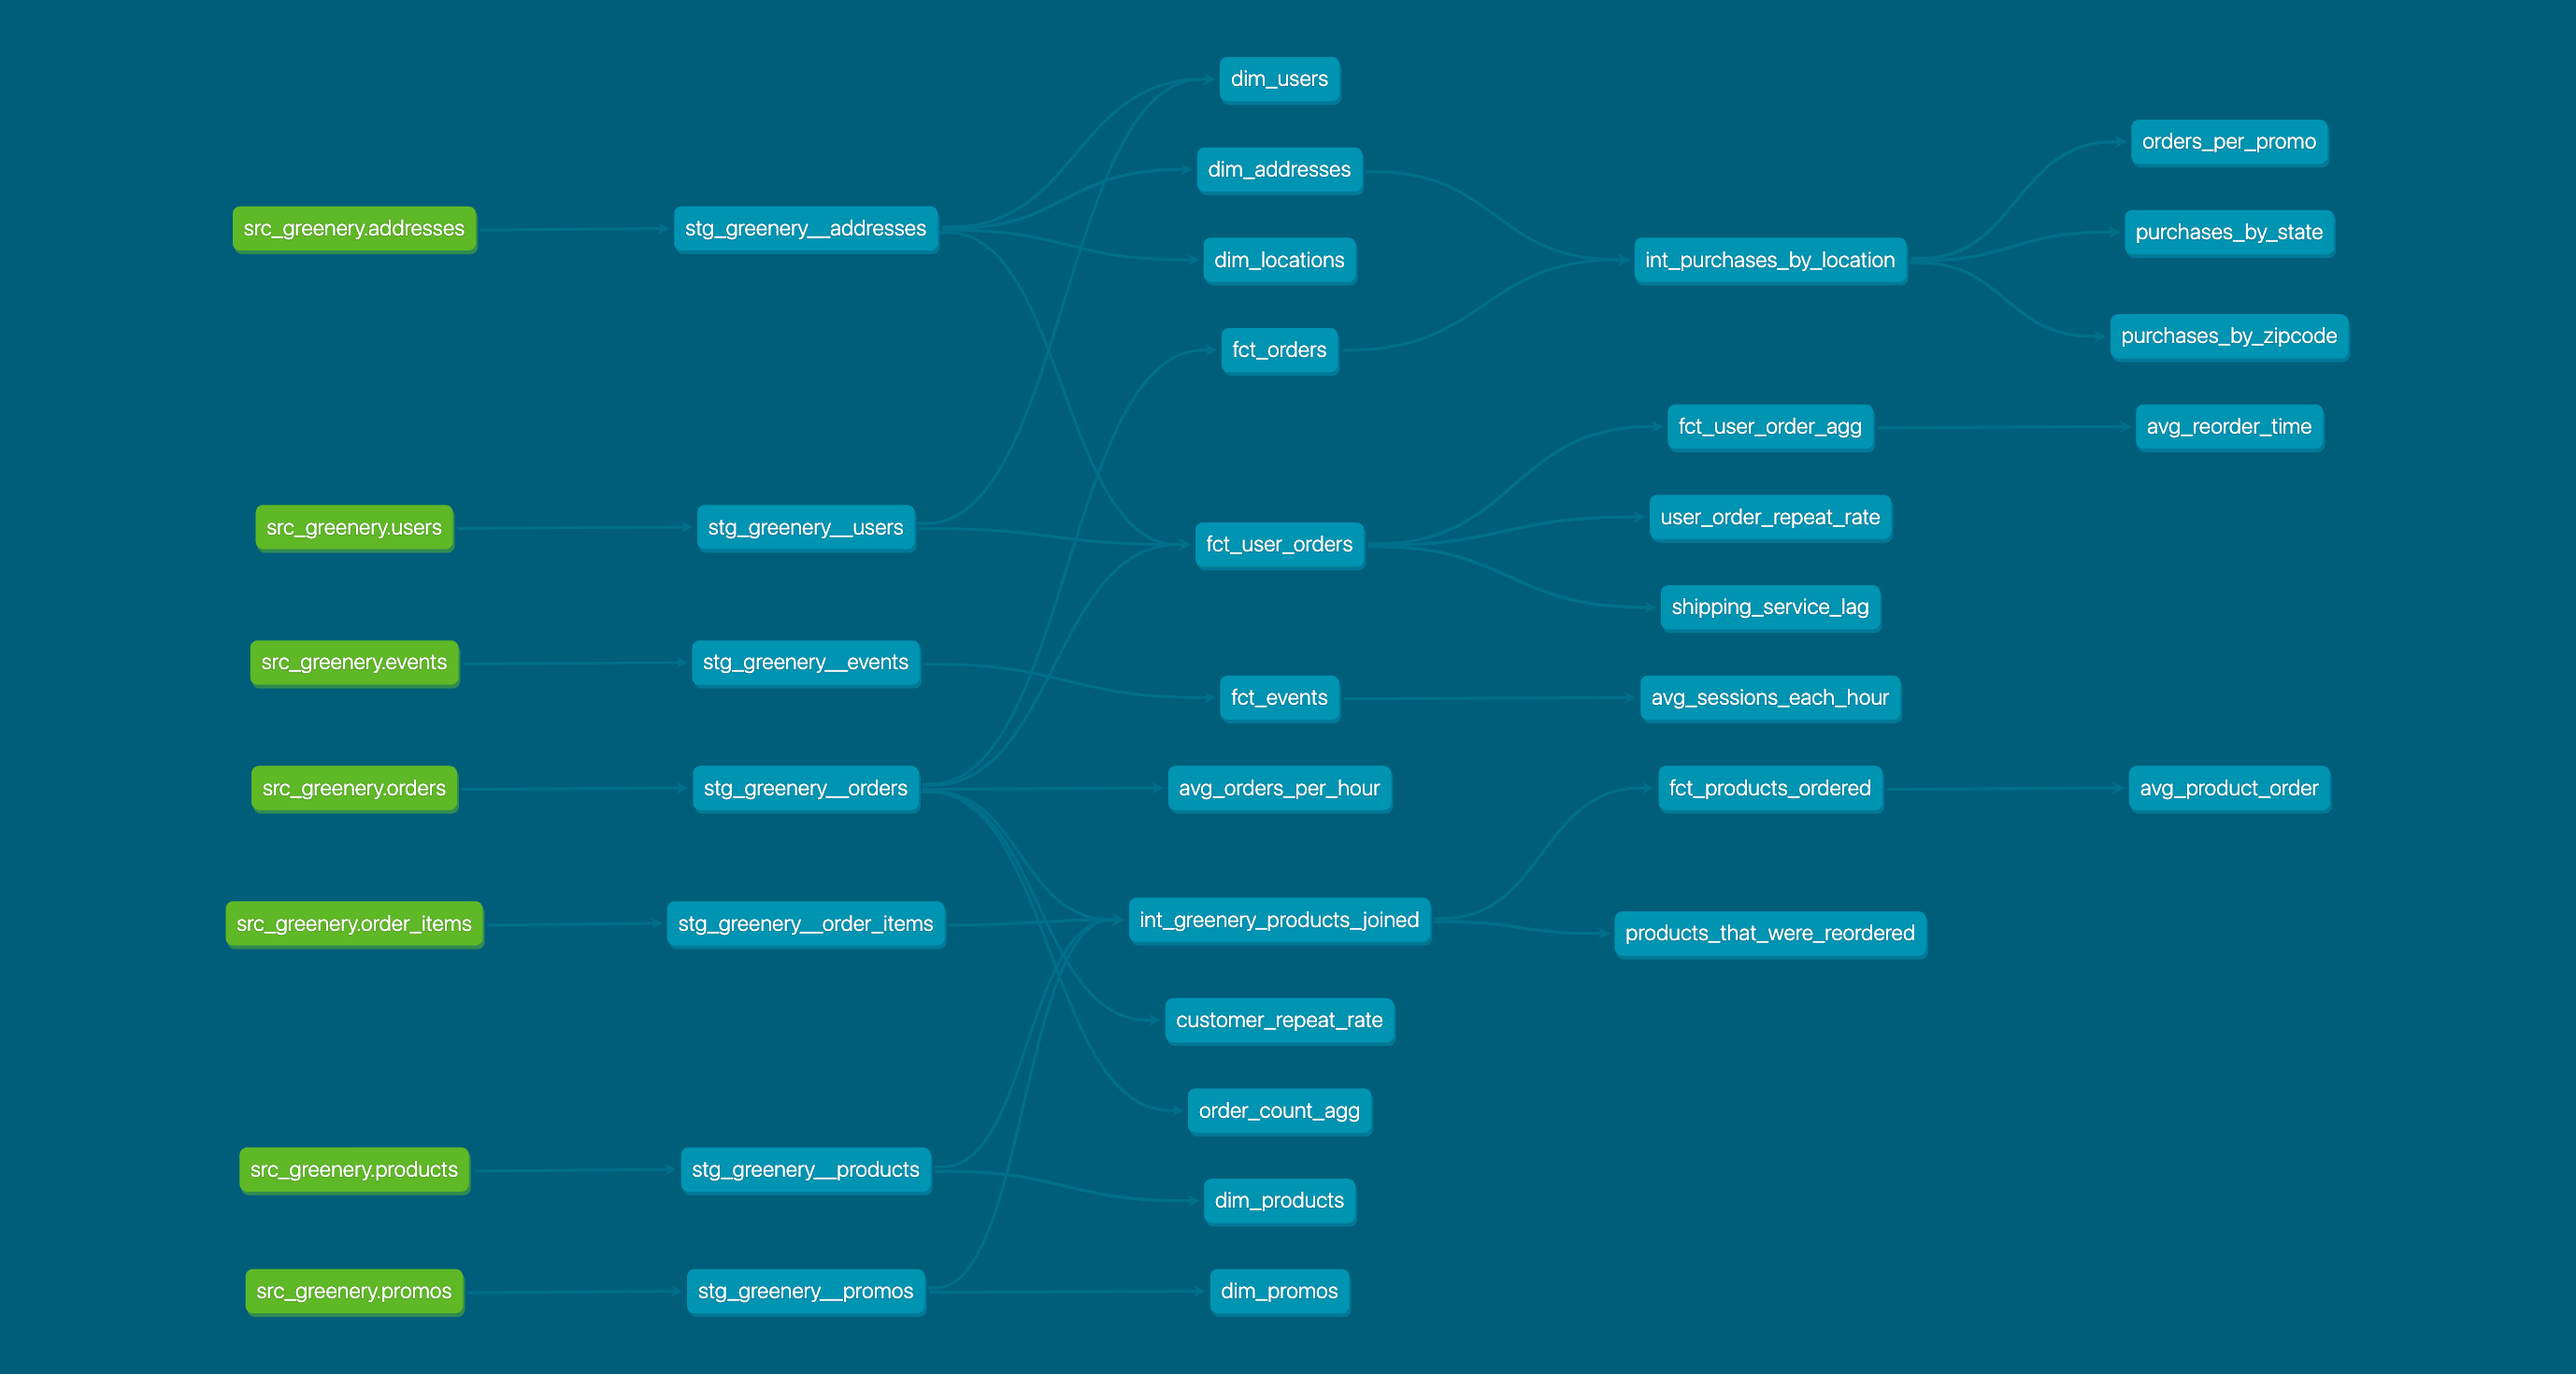 src_greenery.addresses
src_greenery.users
src_greenery.events
src_greenery.orders
src_greenery.order_items
src_greenery.products
src_greenery.promos
stg_greenery__addresses
stg_greenery__users
stg_greenery__events
stg_greenery__orders
stg_greenery__order_items
stg_greenery__products
stg_greenery__promos
dim_users
dim_addresses
dim_locations
fct_orders
fct_user_orders
fct_events
avg_orders_per_hour
int_greenery_products_joined
customer_repeat_rate
order_count_agg
dim_products
dim_promos
int_purchases_by_location
fct_user_order_agg
user_order_repeat_rate
shipping_service_lag
avg_sessions_each_hour
fct_products_ordered
products_that_were_reordered
orders_per_promo
purchases_by_state
purchases_by_zipcode
avg_reorder_time
avg_product_order